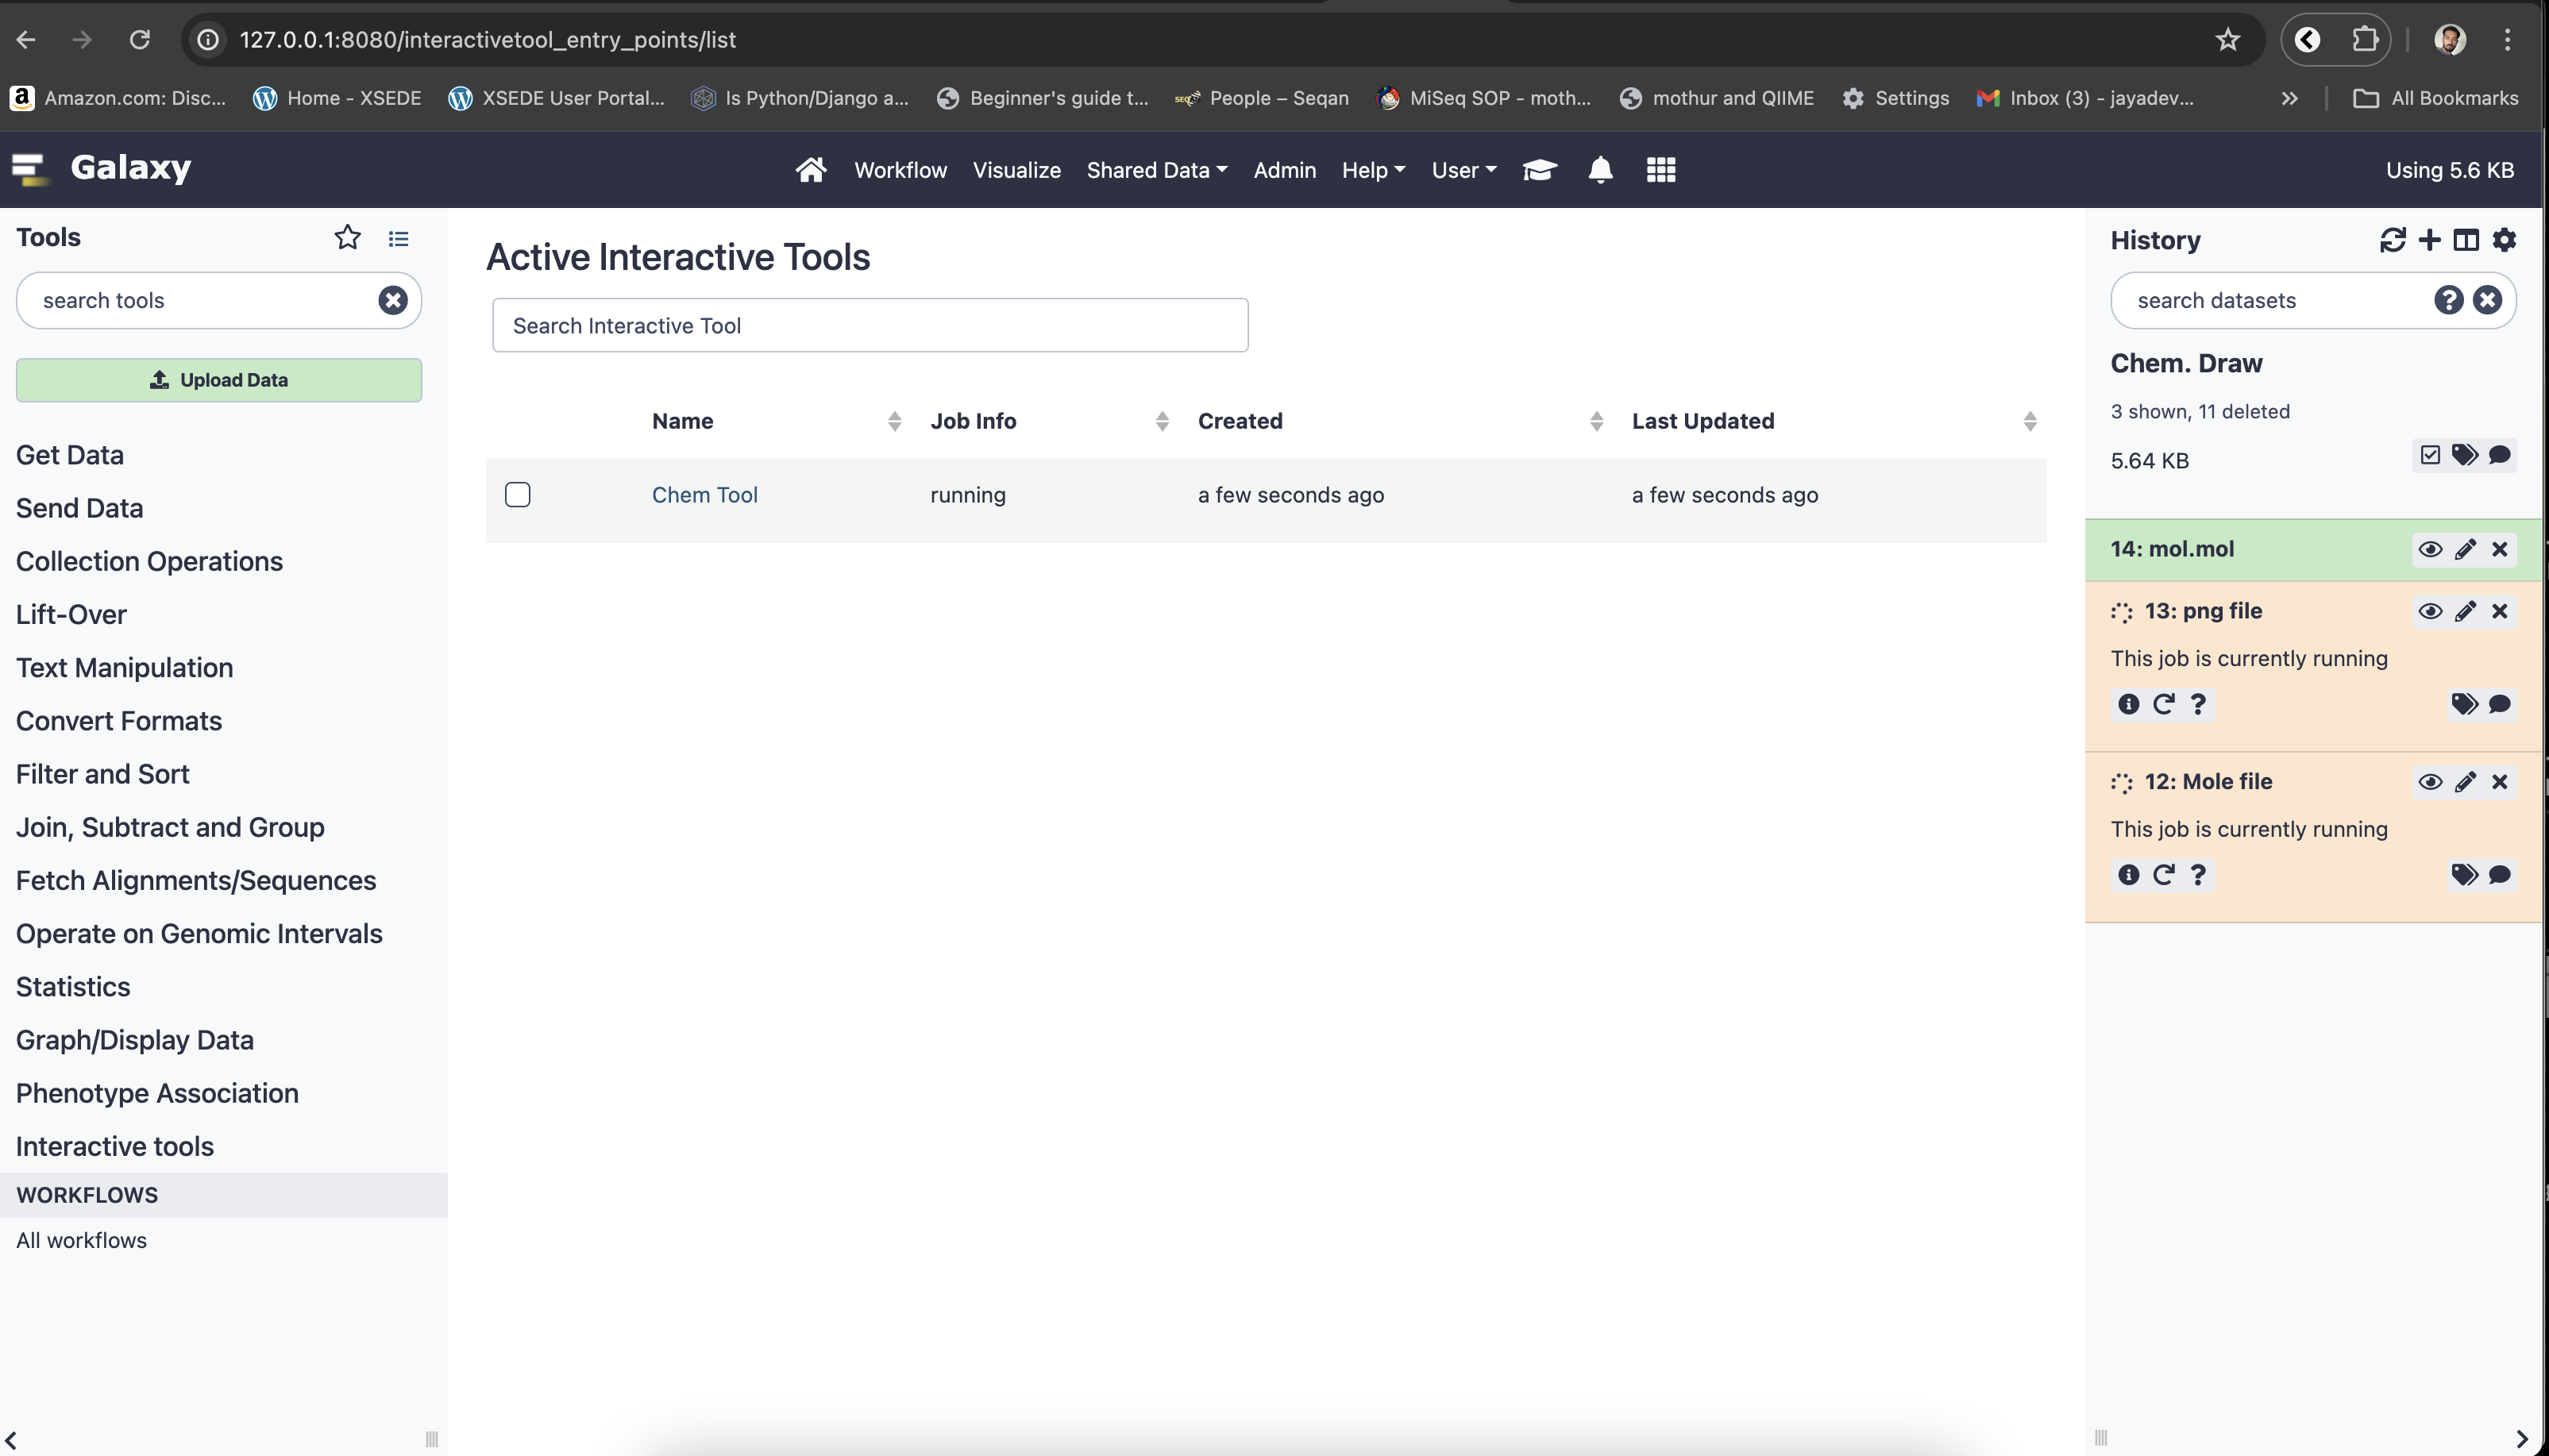 127.0.0.1:8080/interactivetool_entry_points/list
Amazon.com: Disc... Home - XSEDE XSEDE User Portal... Is Python/Django a... Beginner's guide t... People – Seqan MiSeq SOP - moth... mothur and QIIME Settings Inbox (3) - jayadev... All Bookmarks
Galaxy Workflow Visualize Shared Data Admin Help User Using 5.6 KB
Tools
search tools
Upload Data
Get Data
Send Data
Collection Operations
Lift-Over
Text Manipulation
Convert Formats
Filter and Sort
Join, Subtract and Group
Fetch Alignments/Sequences
Operate on Genomic Intervals
Statistics
Graph/Display Data
Phenotype Association
Interactive tools
WORKFLOWS
All workflows
Active Interactive Tools
Search Interactive Tool
Name Job Info Created Last Updated
Chem Tool running a few seconds ago a few seconds ago
History
search datasets
Chem. Draw
3 shown, 11 deleted
5.64 KB
14: mol.mol
13: png file
This job is currently running
12: Mole file
This job is currently running